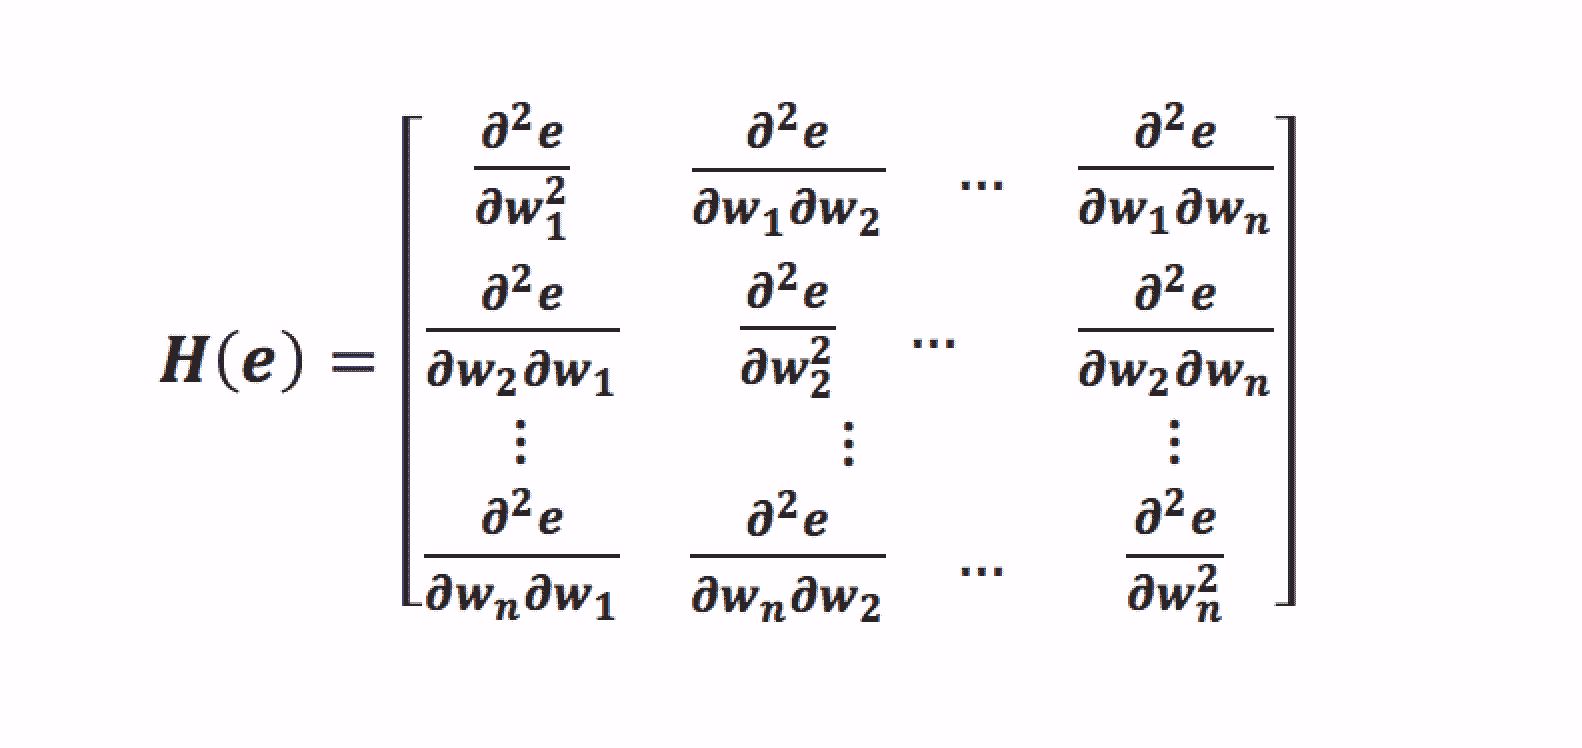 H(e) = [ ∂²e/∂w₁² ∂²e/∂w₁∂w₂ ⋯ ∂²e/∂w₁∂wₙ
∂²e/∂w₂∂w₁ ∂²e/∂w₂² ⋯ ∂²e/∂w₂∂wₙ
⋮ ⋮ ⋮
∂²e/∂wₙ∂w₁ ∂²e/∂wₙ∂w₂ ⋯ ∂²e/∂wₙ² ]